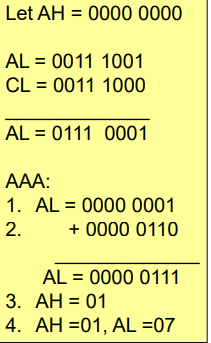 Let AH = 0000 0000
AL = 0011 1001
CL = 0011 1000
AL = 0111 0001
AAA:
1. AL = 0000 0001
2. + 0000 0110
AL = 0000 0111
3. AH = 01
4. AH =01, AL =07